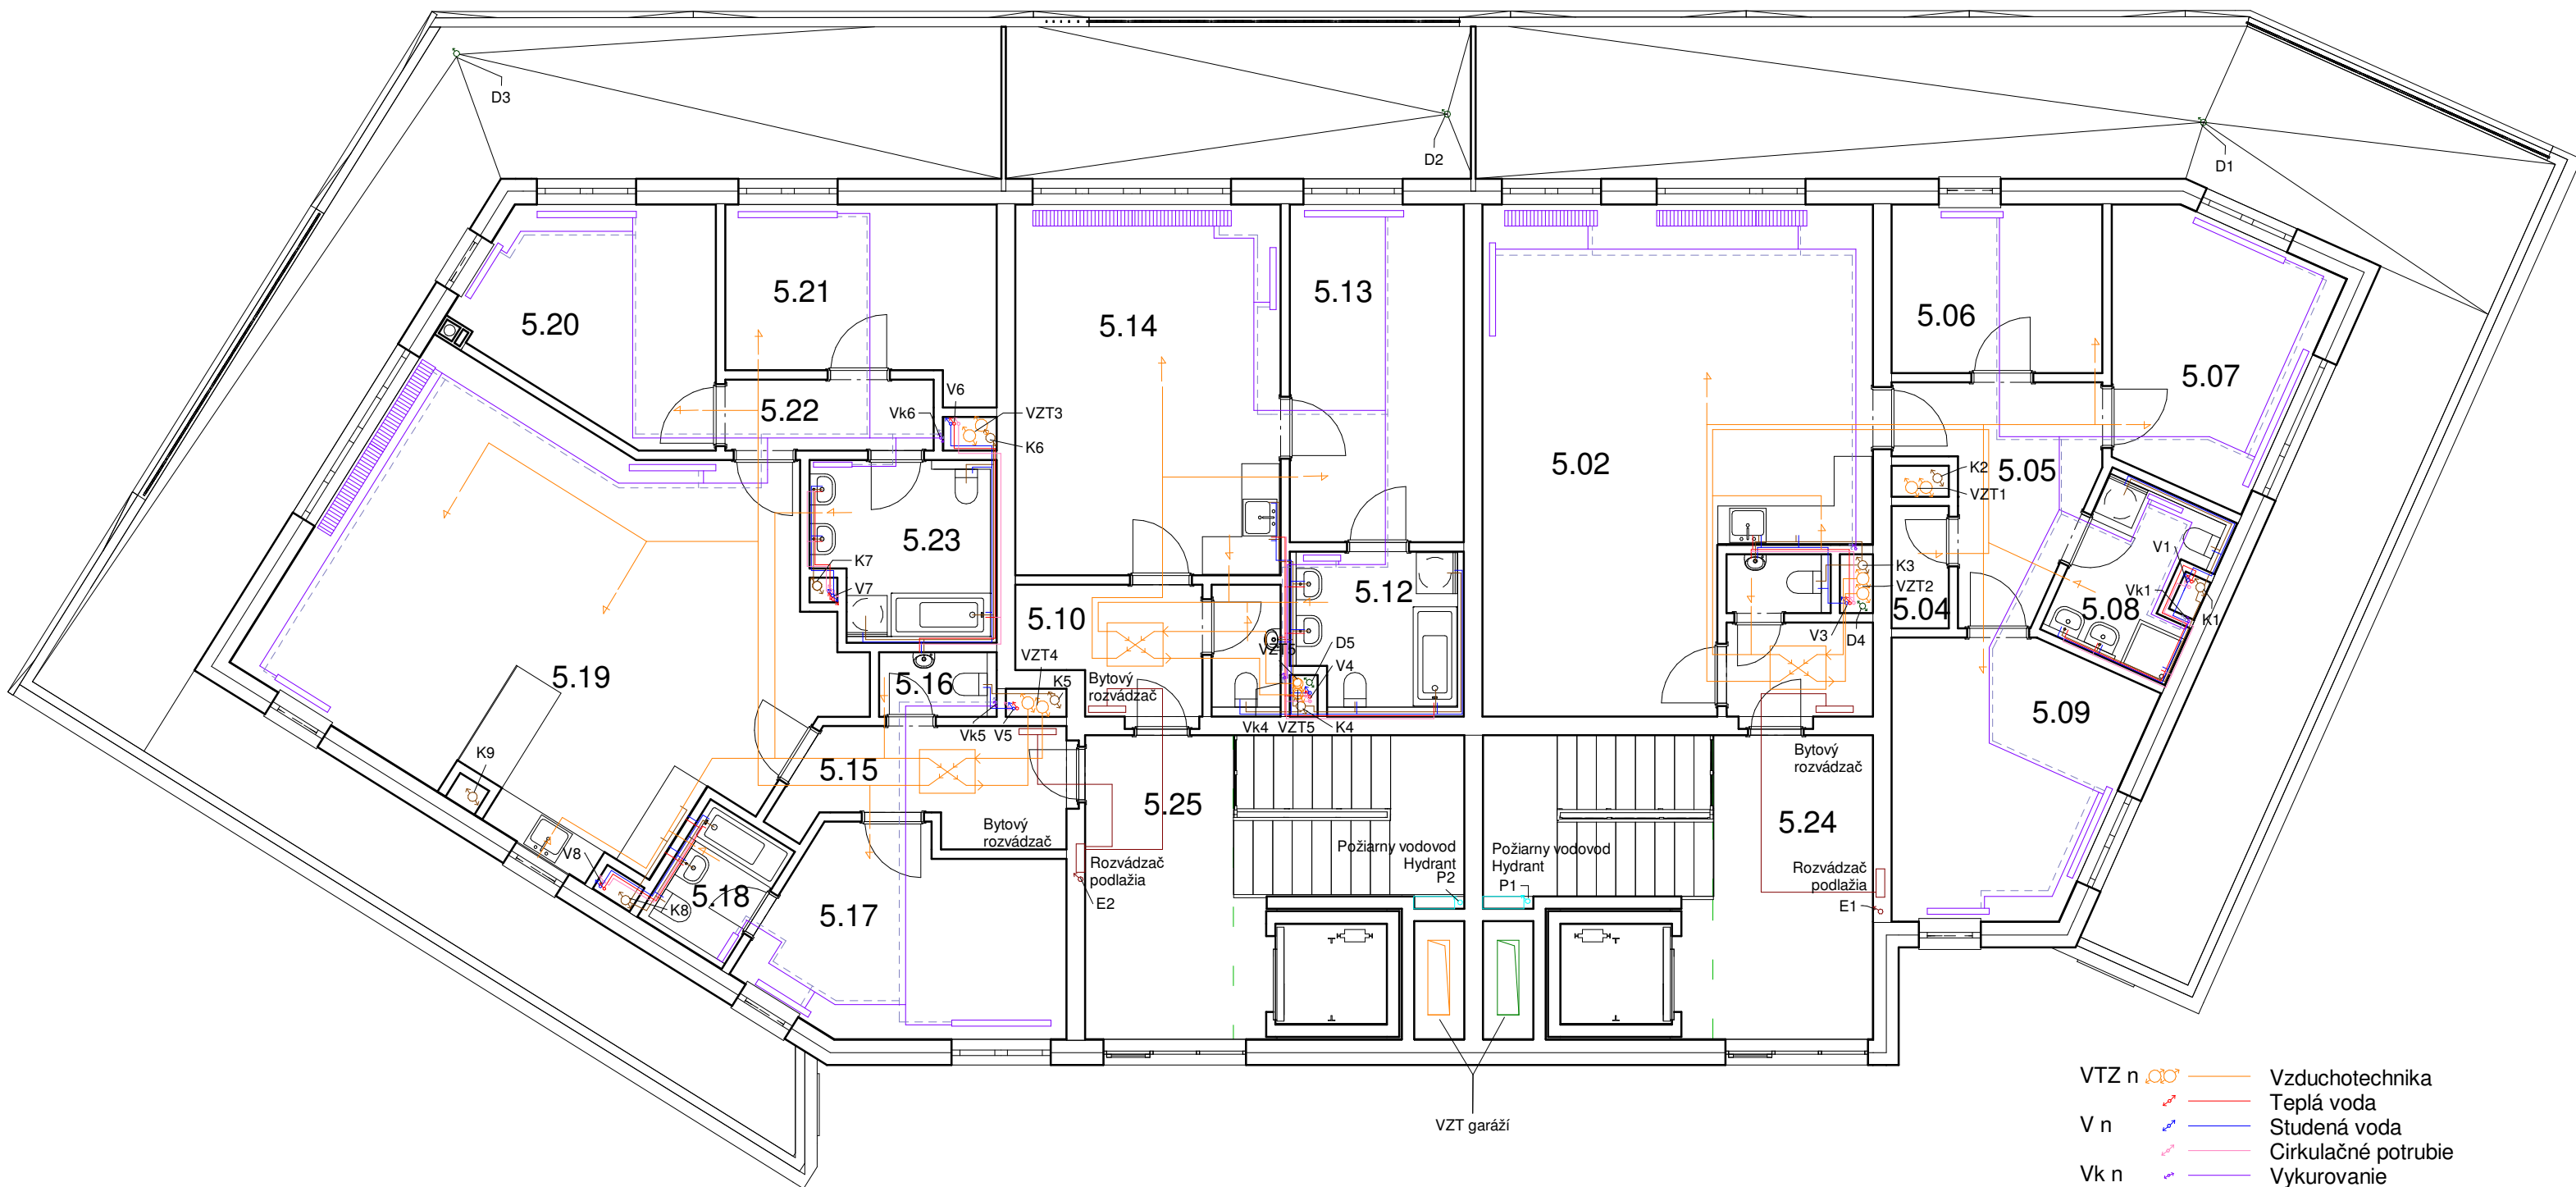 D3
D2
D1
5.21
5.13
5.20
5.14
5.06
5.07
V6
5.22
Vk6
VZT3
K6
5.02
K2
5.05
VZT1
5.23
K7
V7
V1
K3
VZT2
5.12
Vk1
5.08
5.04
K1
5.10
V3
D4
D5
VZT5
V4
VZT4
5.19
5.16
K5
Bytový
rozvádzač
5.09
Vk5
V5
Vk4
VZT5
K4
K9
5.15
Bytový
rozvádzač
5.25
5.24
Bytový
rozvádzač
Požiarny vodovod
Hydrant
P2
Požiarny vodovod
Hydrant
P1
V8
Rozvádzač
podlažia
Rozvádzač
podlažia
K8
5.18
5.17
E2
E1
VZT garáží
VTZ n
Vzduchotechnika
Teplá voda
V n
Studená voda
Cirkulačné potrubie
Vk n
Vykurovanie